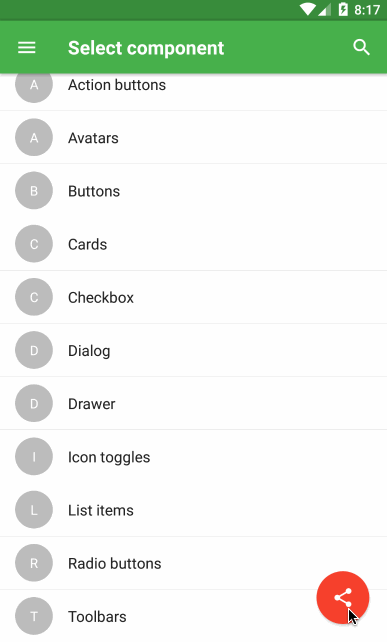 8:17
Select component
A Action buttons
A Avatars
B Buttons
C Cards
C Checkbox
D Dialog
D Drawer
I Icon toggles
L List items
R Radio buttons
T Toolbars